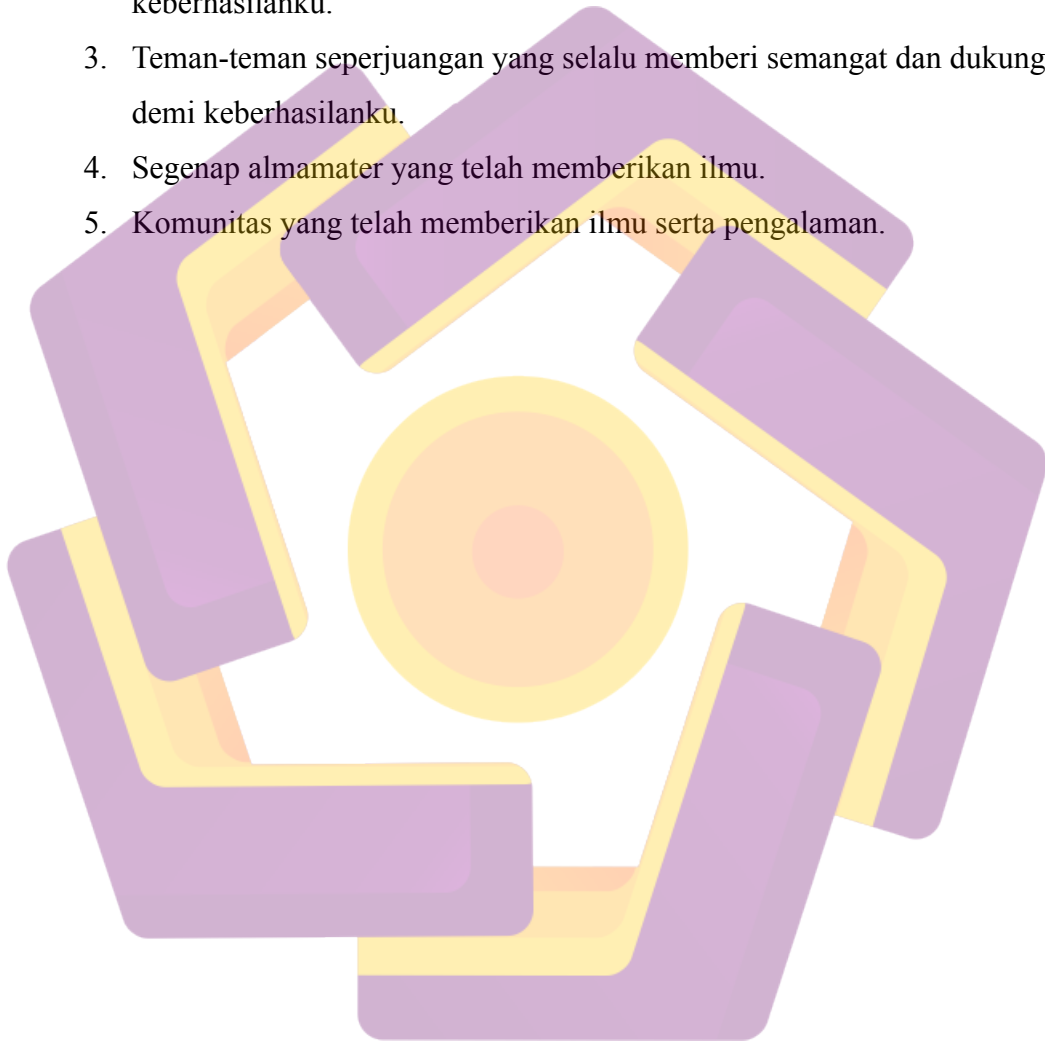 keberhasilanku.
3. Teman-teman seperjuangan yang selalu memberi semangat dan dukung
demi keberhasilanku.
4. Segenap almamater yang telah memberikan ilmu.
5. Komunitas yang telah memberikan ilmu serta pengalaman.